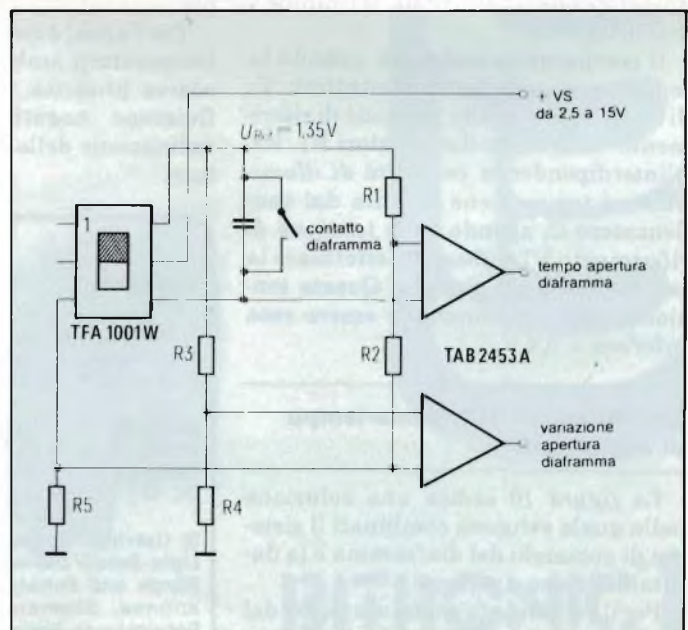 + VS
da 2,5 a 15V
URef = 1,35V
R1
contatto
diaframma
1
tempo apertura
diaframma
TFA 1001W
R3
R2
TAB 2453A
variazione
apertura
diaframma
R5
R4